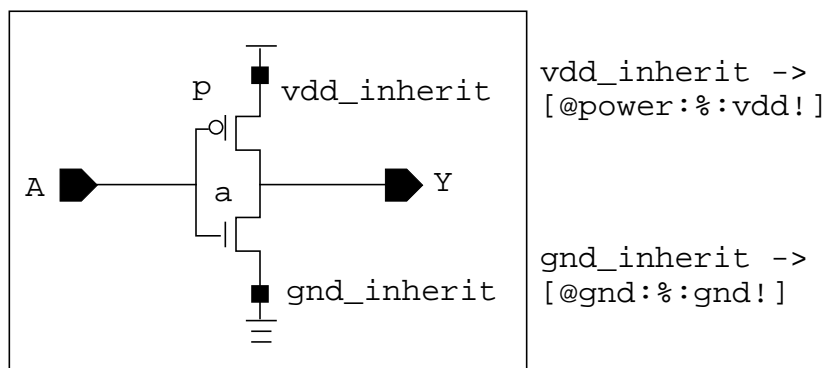 p
vdd_inherit
vdd_inherit ->
[@power:%:vdd!]
A
a
Y
gnd_inherit
gnd_inherit ->
[@gnd:%:gnd!]